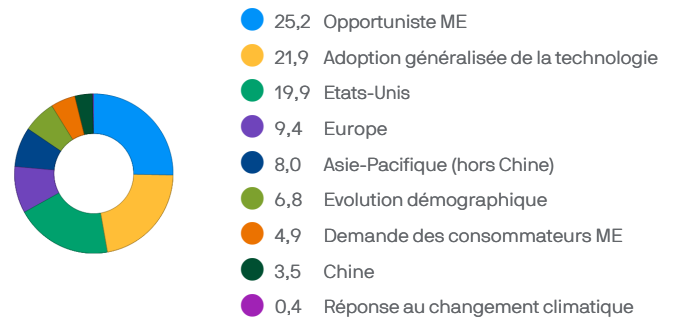 25,2 Opportuniste ME
21,9 Adoption généralisée de la technologie
19,9 Etats-Unis
9,4 Europe
8,0 Asie-Pacifique (hors Chine)
6,8 Evolution démographique
4,9 Demande des consommateurs ME
3,5 Chine
0,4 Réponse au changement climatique